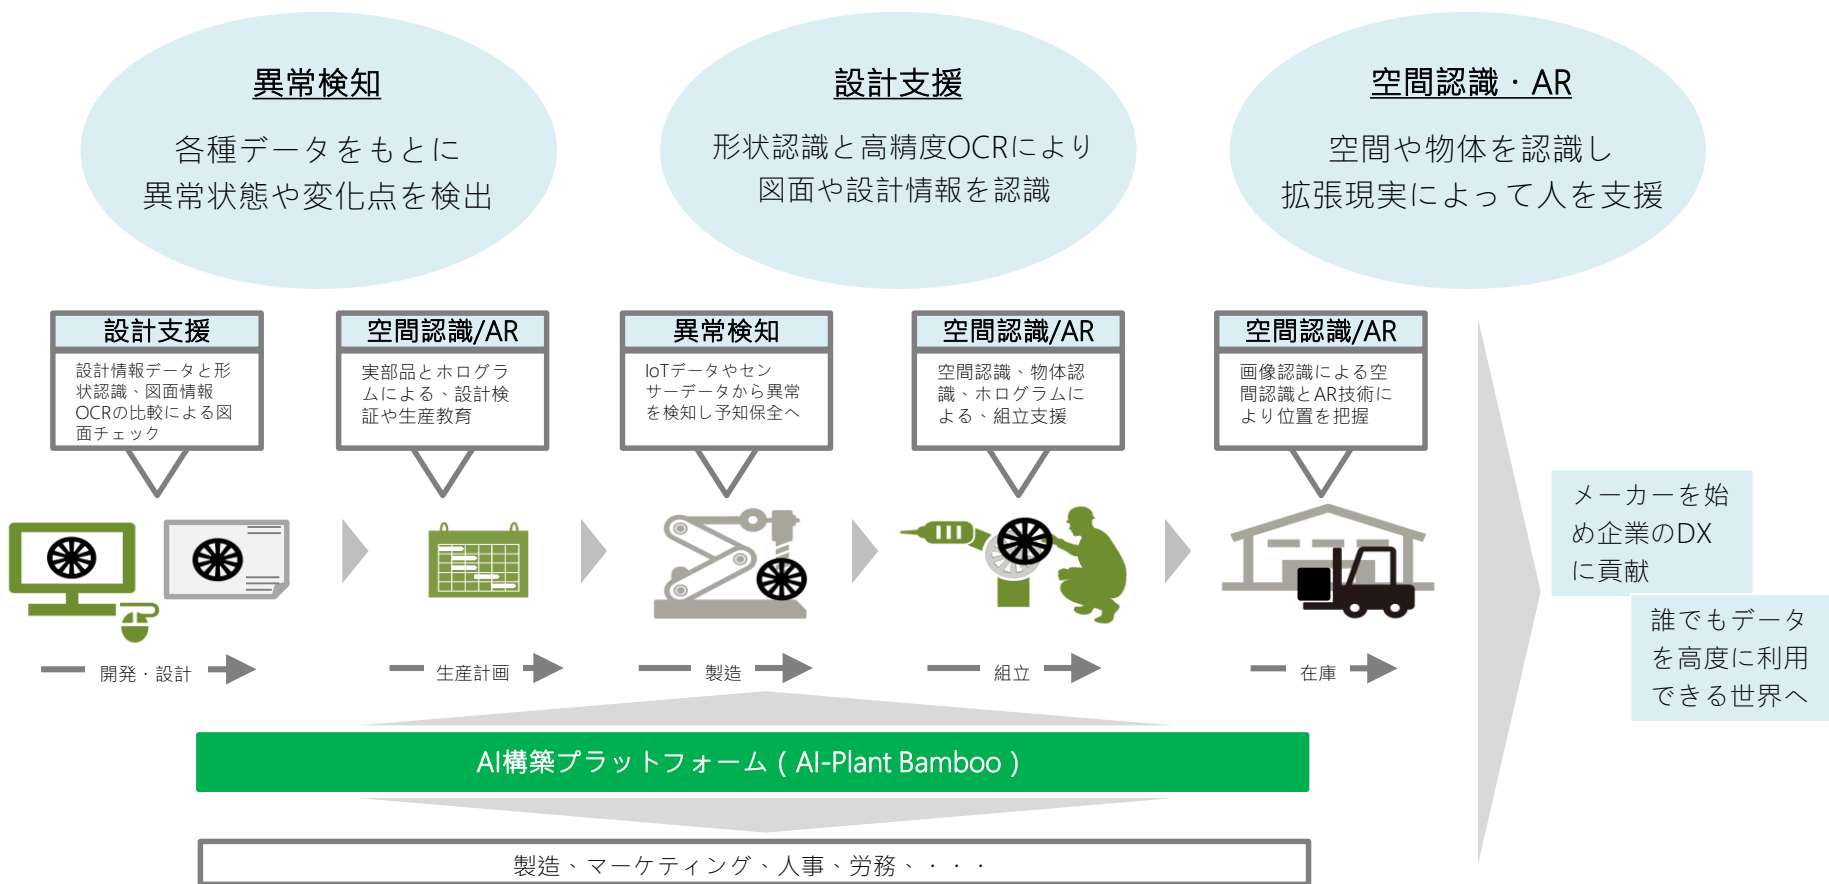 異常検知
各種データをもとに
異常状態や変化点を検出
設計支援
形状認識と高精度OCRにより
図面や設計情報を認識
空間認識・AR
空間や物体を認識し
拡張現実によって人を支援
設計支援
設計情報データと形
状認識、図面情報
OCRの比較による図
面チェック
空間認識/AR
実部品とホログラ
ムによる、設計検
証や生産教育
異常検知
IoTデータやセン
サーデータから異常
を検知し予知保全へ
空間認識/AR
空間認識、物体認
識、ホログラムに
よる、組立支援
空間認識/AR
画像認識による空
間認識とAR技術に
より位置を把握
開発・設計
生産計画
製造
組立
在庫
メーカーを始
め企業のDX
に貢献
誰でもデータ
を高度に利用
できる世界へ
AI構築プラットフォーム ( AI-Plant Bamboo )
製造、マーケティング、人事、労務、・・・